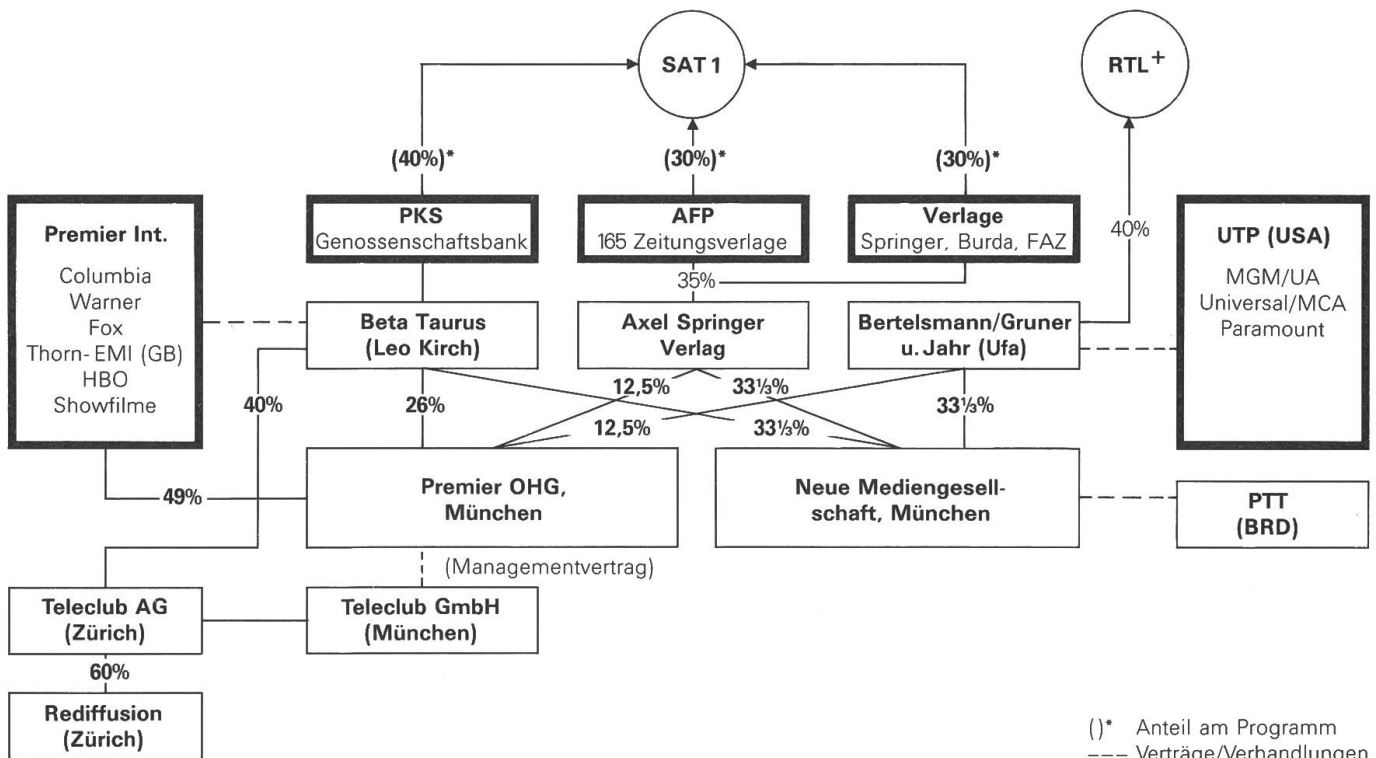 SAT 1
RTL+
(40%)*
(30%)*
(30%)*
Premier Int.
Columbia
Warner
Fox
Thorn-EMI (GB)
HBO
Showfilme
PKS
Genossenschaftsbank
AFP
165 Zeitungsverlage
Verlage
Springer, Burda, FAZ
40%
UTP (USA)
MGM/UA
Universal/MCA
Paramount
35%
Beta Taurus
(Leo Kirch)
Axel Springer
Verlag
Bertelsmann/Gruner
u. Jahr (Ufa)
40%
26%
12,5%
33⅓%
33⅓%
12,5%
33⅓%
49%
Premier OHG,
München
Neue Mediengesell-
schaft, München
PTT
(BRD)
(Managementvertrag)
Teleclub AG
(Zürich)
Teleclub GmbH
(München)
60%
Rediffusion
(Zürich)
()* Anteil am Programm
--- Verträge/Verhandlungen